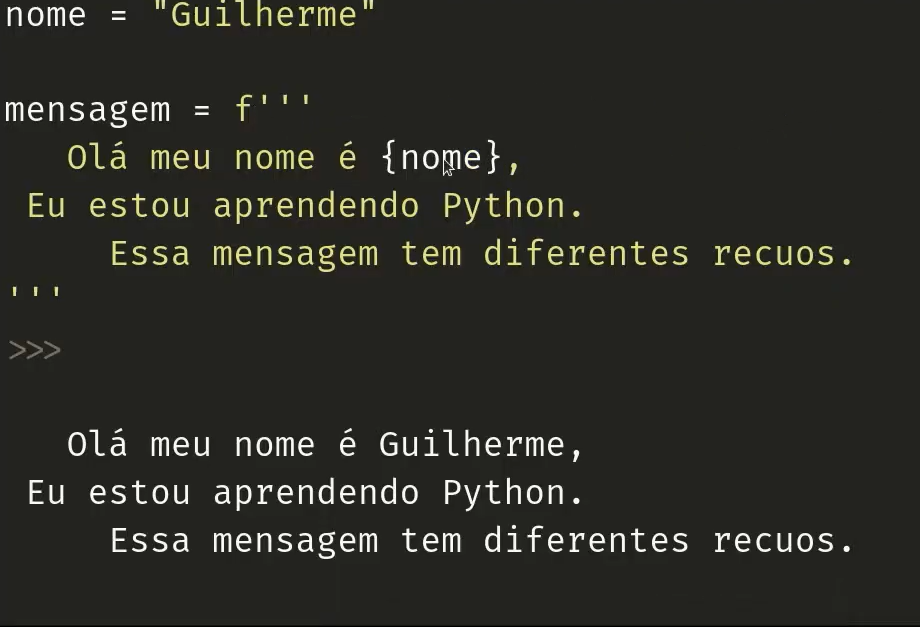 nome = "Guilherme"
mensagem = f'''
   Olá meu nome é {nome},
 Eu estou aprendendo Python.
     Essa mensagem tem diferentes recuos.
'''
>>>
   Olá meu nome é Guilherme,
 Eu estou aprendendo Python.
     Essa mensagem tem diferentes recuos.